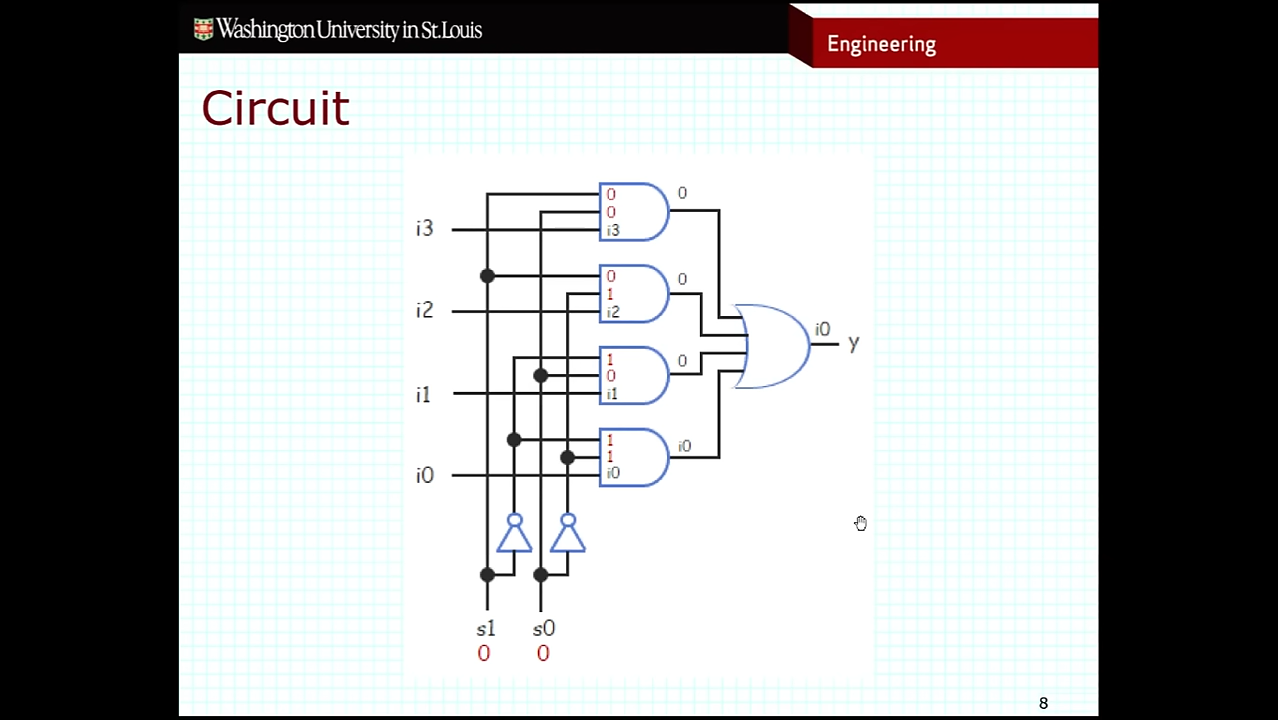 Washington University in St.Louis
Engineering
Circuit
0
0
0
i3
i3
0
0
1
i2
i2
i0
y
1
0
0
i1
i1
1
i0
1
i0
i0
s1
s0
0
0
8